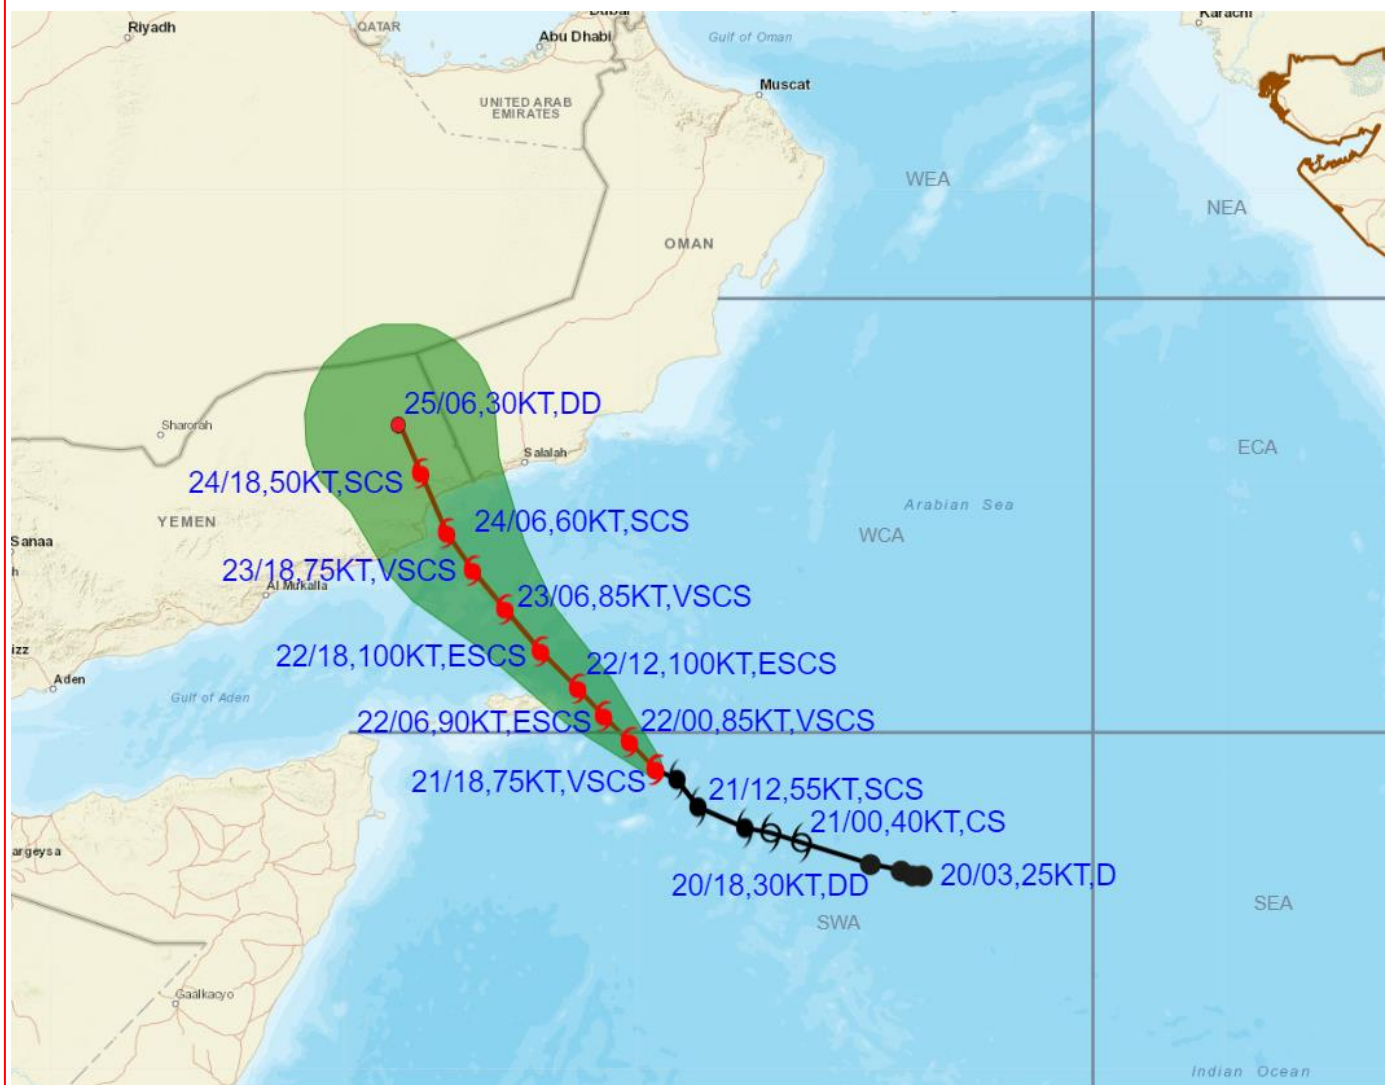 Riyadh
QATAR
Dubai
Abu Dhabi
Gulf of Oman
Karachi
Muscat
UNITED ARAB
EMIRATES
WEA
NEA
OMAN
25/06,30KT,DD
Sharorah
Salalah
ECA
24/18,50KT,SCS
Arabian Sea
YEMEN
24/06,60KT,SCS
WCA
Sanaa
h
23/18,75KT,VSCS
Al Mukalla
23/06,85KT,VSCS
izz
22/18,100KT,ESCS
22/12,100KT,ESCS
Aden
Gulf of Aden
22/06,90KT,ESCS
22/00,85KT,VSCS
21/18,75KT,VSCS
21/12,55KT,SCS
21/00,40KT,CS
argeysa
20/18,30KT,DD
20/03,25KT,D
SWA
SEA
Gaalkacyo
Indian Ocean